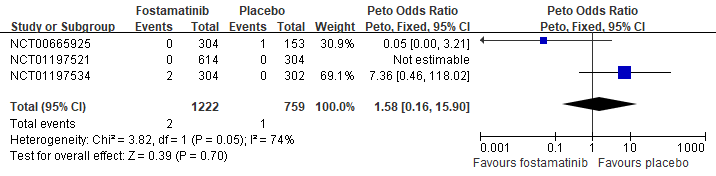 Fostamatinib Placebo Peto Odds Ratio Peto Odds Ratio
Study or Subgroup Events Total Events Total Weight Peto, Fixed, 95% CI Peto, Fixed, 95% CI
NCT00665925 0 304 1 153 30.9% 0.05 [0.00, 3.21]
NCT01197521 0 614 0 304 Not estimable
NCT01197534 2 304 0 302 69.1% 7.36 [0.46, 118.02]
Total (95% CI) 1222 759 100.0% 1.58 [0.16, 15.90]
Total events 2 1
Heterogeneity: Chi² = 3.82, df = 1 (P = 0.05); I² = 74%
Test for overall effect: Z = 0.39 (P = 0.70)
0.001 0.1 1 10 1000
Favours fostamatinib Favours placebo